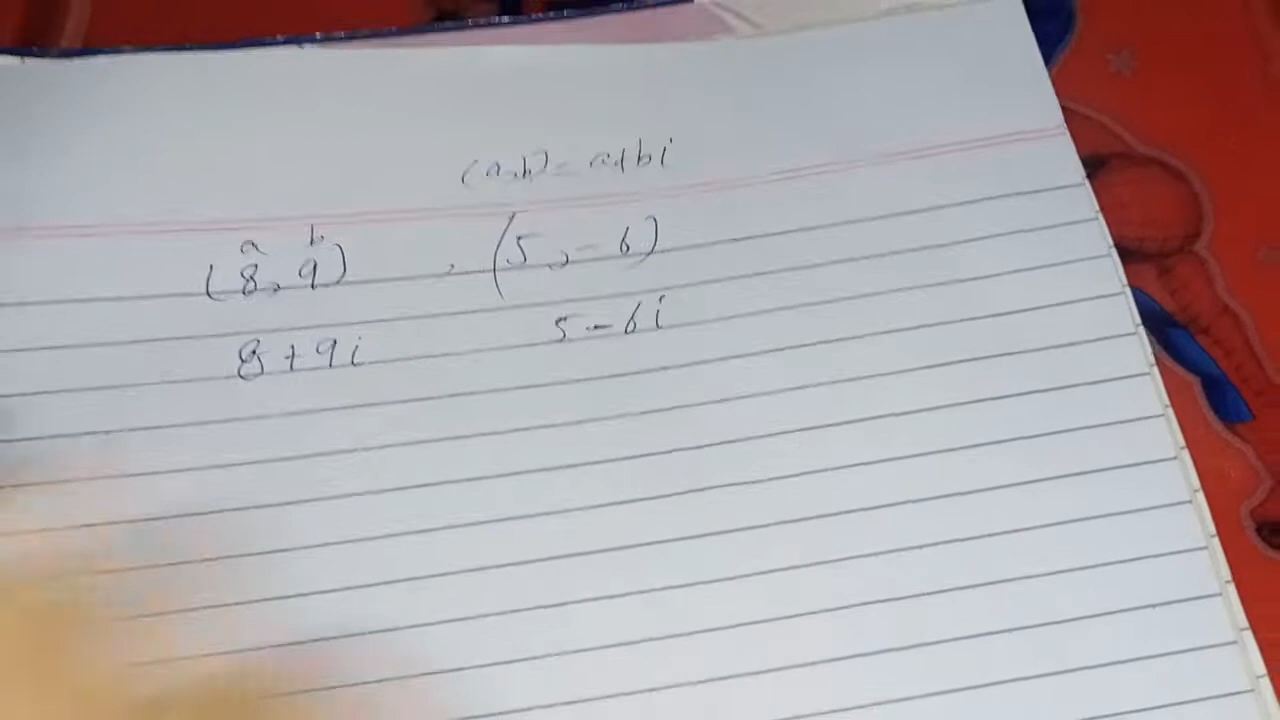 (a,b) = a+bi
a b
(8, 9) , (5, -6)
8 + 9i 5 - 6i